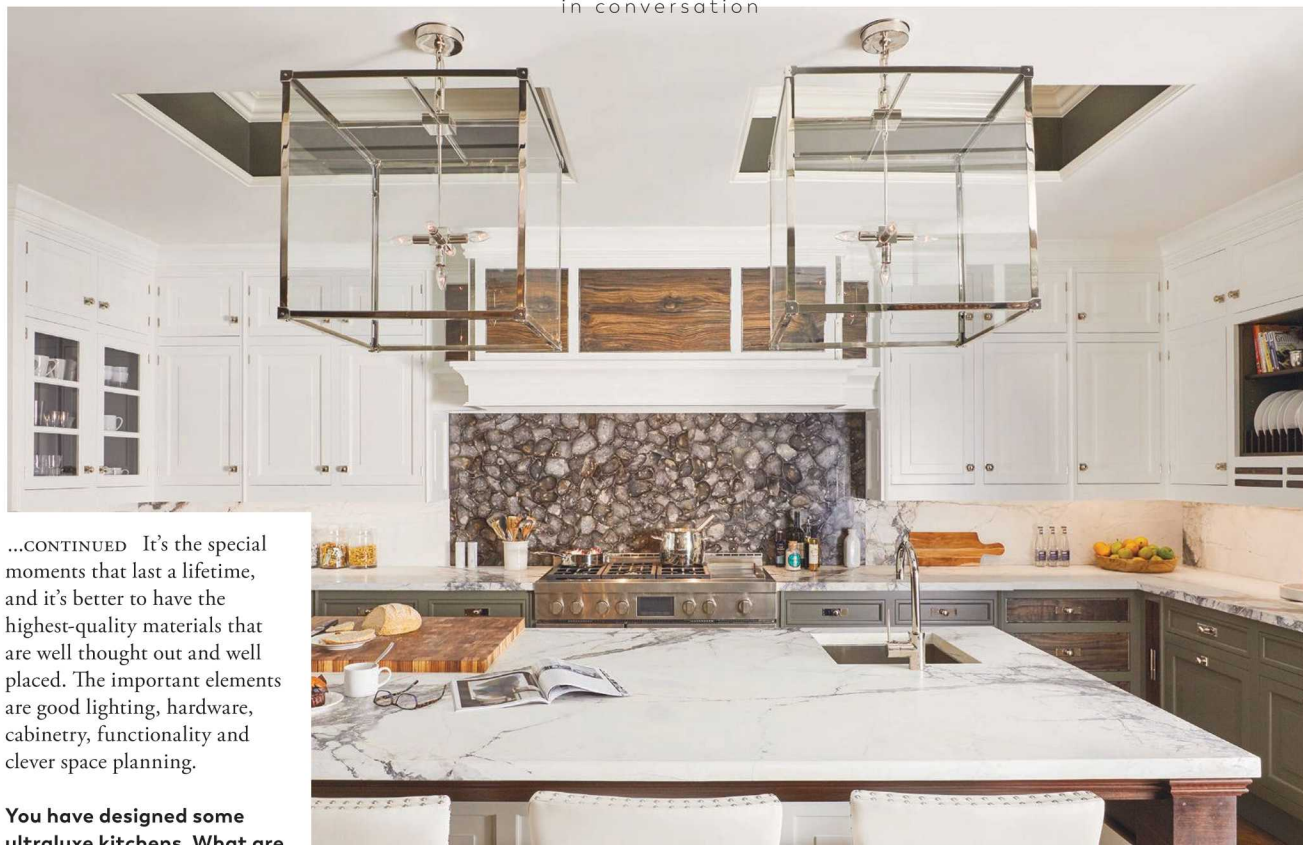 in conversation
...CONTINUED It’s the special
moments that last a lifetime,
and it’s better to have the
highest-quality materials that
are well thought out and well
placed. The important elements
are good lighting, hardware,
cabinetry, functionality and
clever space planning.
You have designed some
ultraluxe kitchens. What are